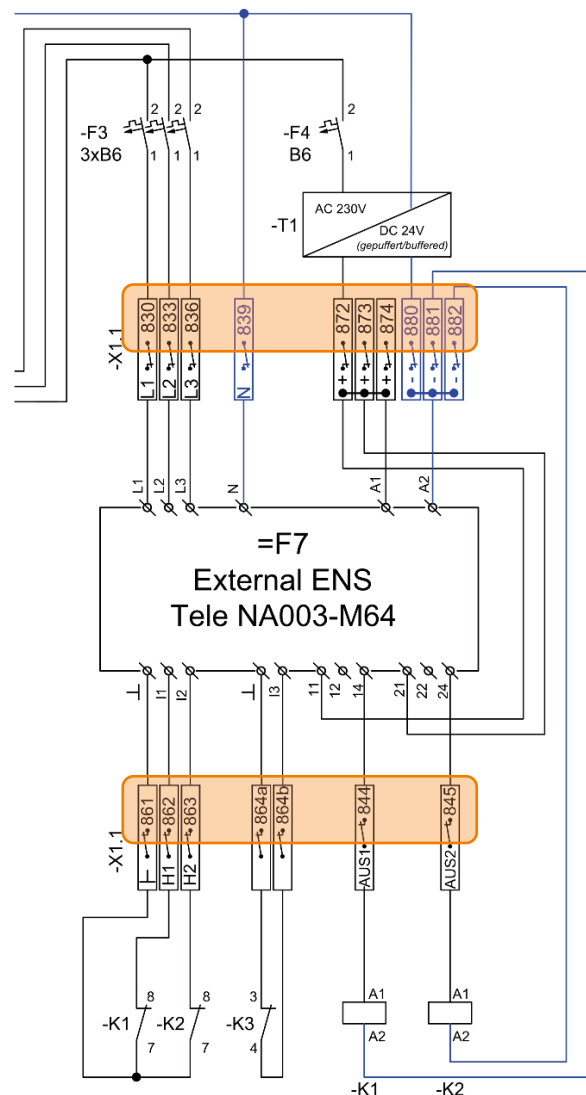 2 2 2 2
-F3 -F4
3xB6 B6
1 1 1 1
AC 230V
-T1 DC 24V
(gepuffert/buffered)
830 833 836 839 872 873 874 880 881 882
-X1.1
L1 L2 L3 N + + + - - -
L1 L2 L3 N A1 A2
=F7
External ENS
Tele NA003-M64
⊥ I1 I2 ⊥ I3 11 12 14 21 22 24
861 862 863 864a 864b 844 845
-X1.1
⊥ H1 H2 AUS1 AUS2
8 8 3 A1 A1
-K1 -K2 -K3
7 7 4 A2 A2
-K1 -K2